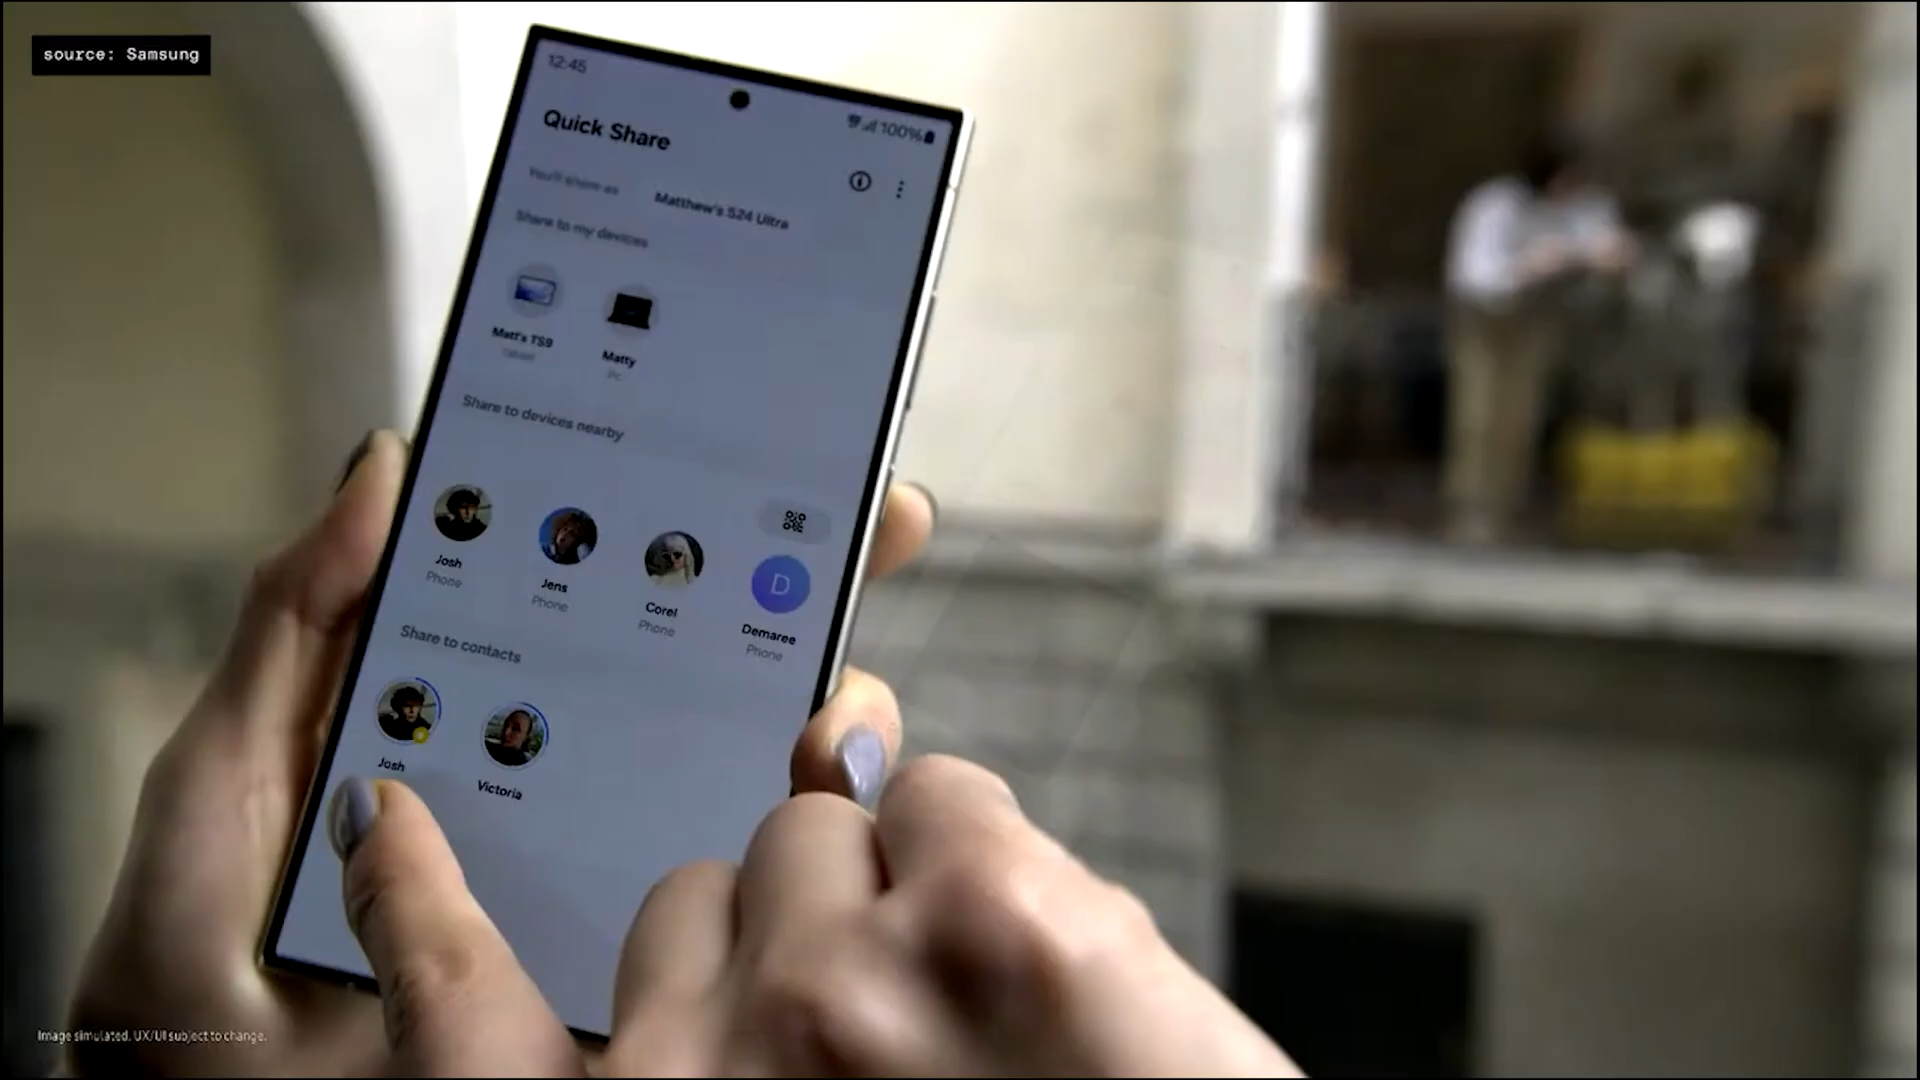 source: Samsung
12:45
100%
Quick Share
You'll share as Matthew's S24 Ultra
Share to my devices
Matt's TS9 Matty
Tablet PC
Share to devices nearby
Josh Jens Corel Demaree
Phone Phone Phone Phone
D
Share to contacts
Josh Victoria
Image simulated. UX/UI subject to change.